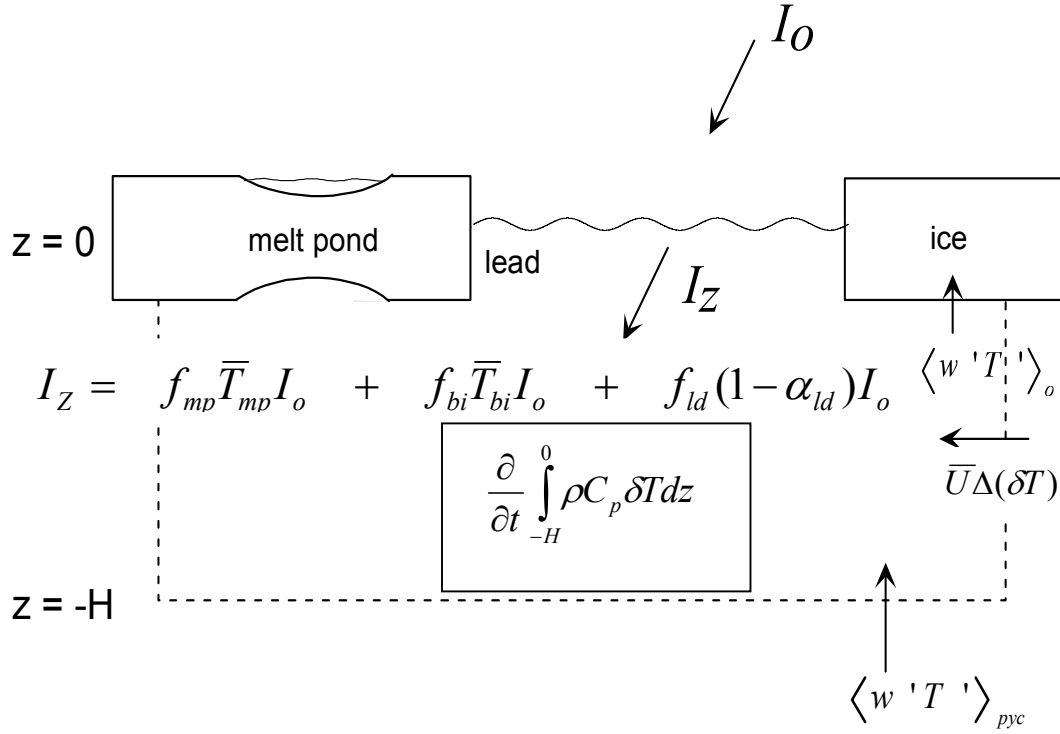 I_o
z = 0
melt pond
lead
ice
I_Z
⟨w 'T '⟩_o
I_Z = f_mp T̅_mp I_o + f_bi T̅_bi I_o + f_ld (1 − α_ld) I_o
U̅Δ(δT)
∂/∂t ∫_{-H}^{0} ρC_p δT dz
z = -H
⟨w 'T '⟩_pyc